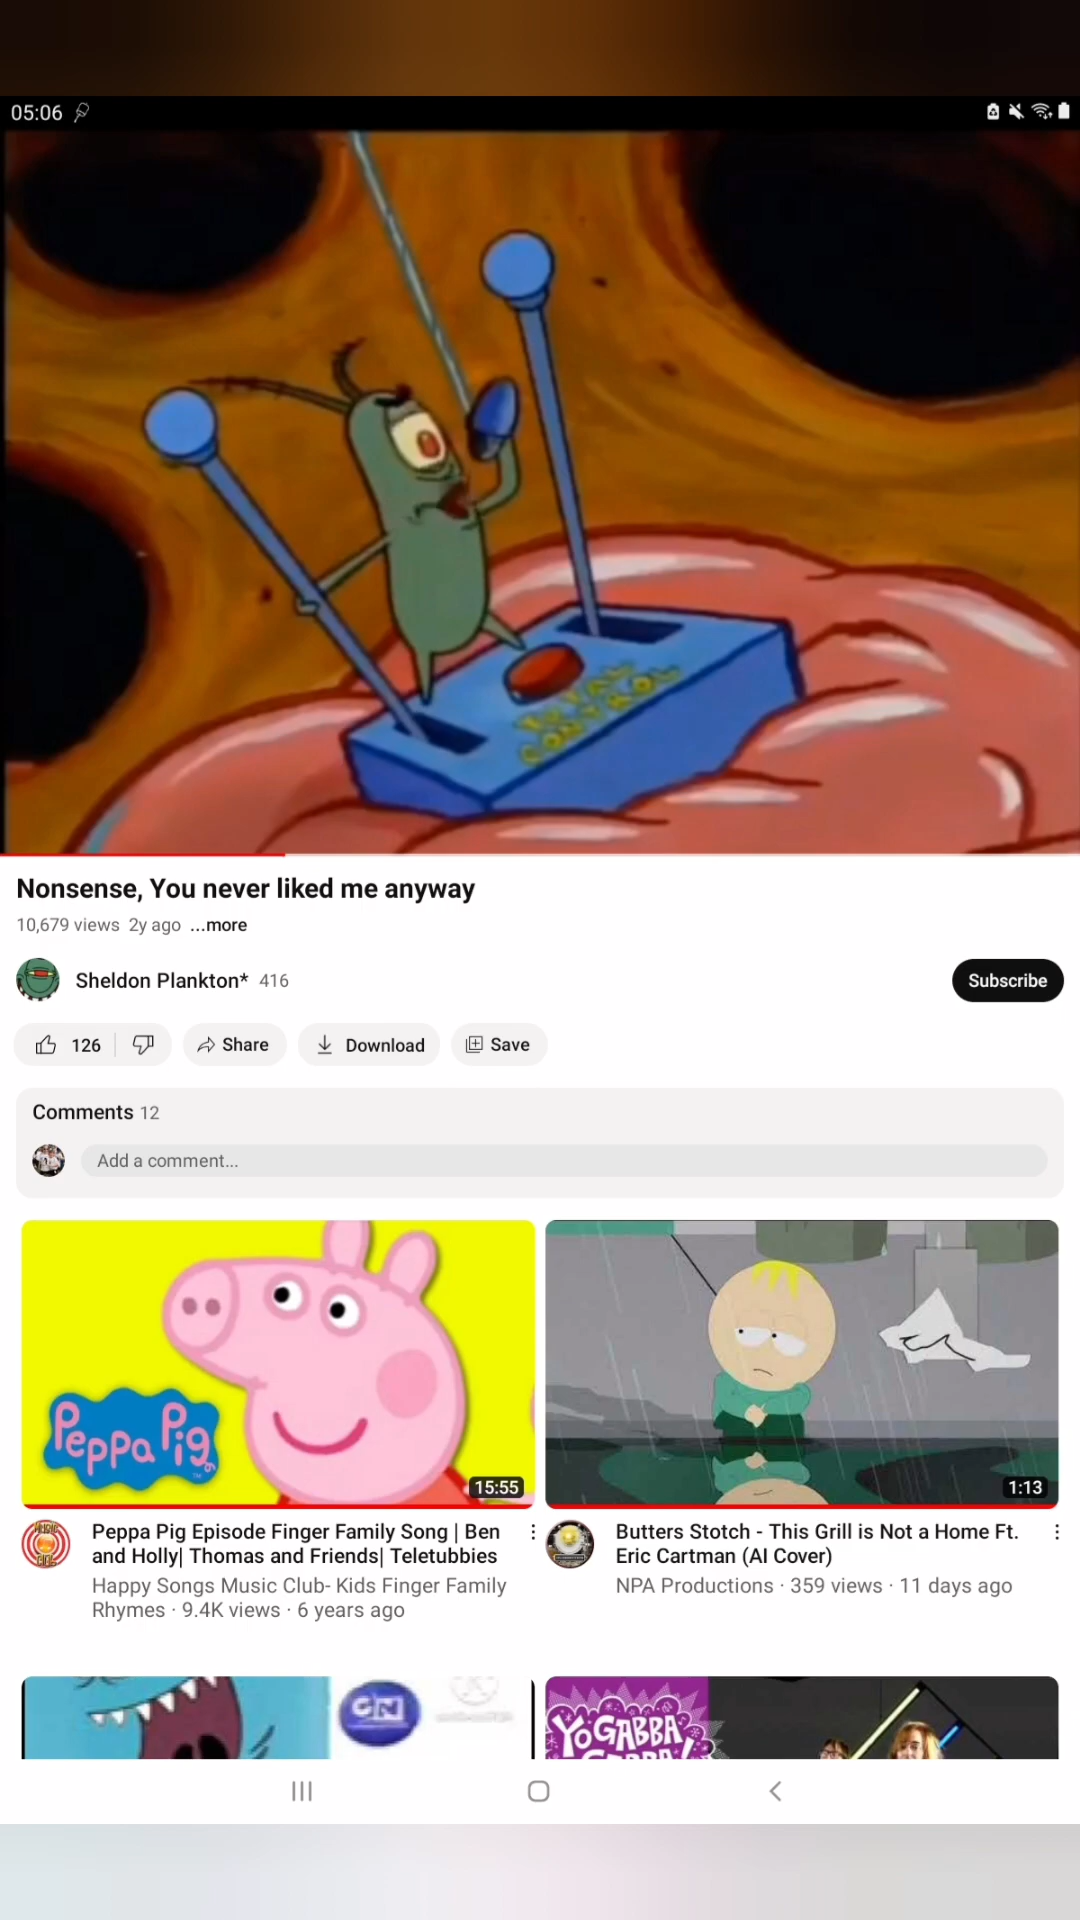 05:06
TOTAL
CONTROL
Nonsense, You never liked me anyway
10,679 views 2y ago ...more
Sheldon Plankton* 416
Subscribe
126
Share
Download
Save
Comments 12
Add a comment...
Peppa Pig
TM
15:55
1:13
Peppa Pig Episode Finger Family Song | Ben
and Holly| Thomas and Friends| Teletubbies
Happy Songs Music Club- Kids Finger Family
Rhymes · 9.4K views · 6 years ago
Butters Stotch - This Grill is Not a Home Ft.
Eric Cartman (AI Cover)
NPA Productions · 359 views · 11 days ago
CN
YO GABBA
GABBA!